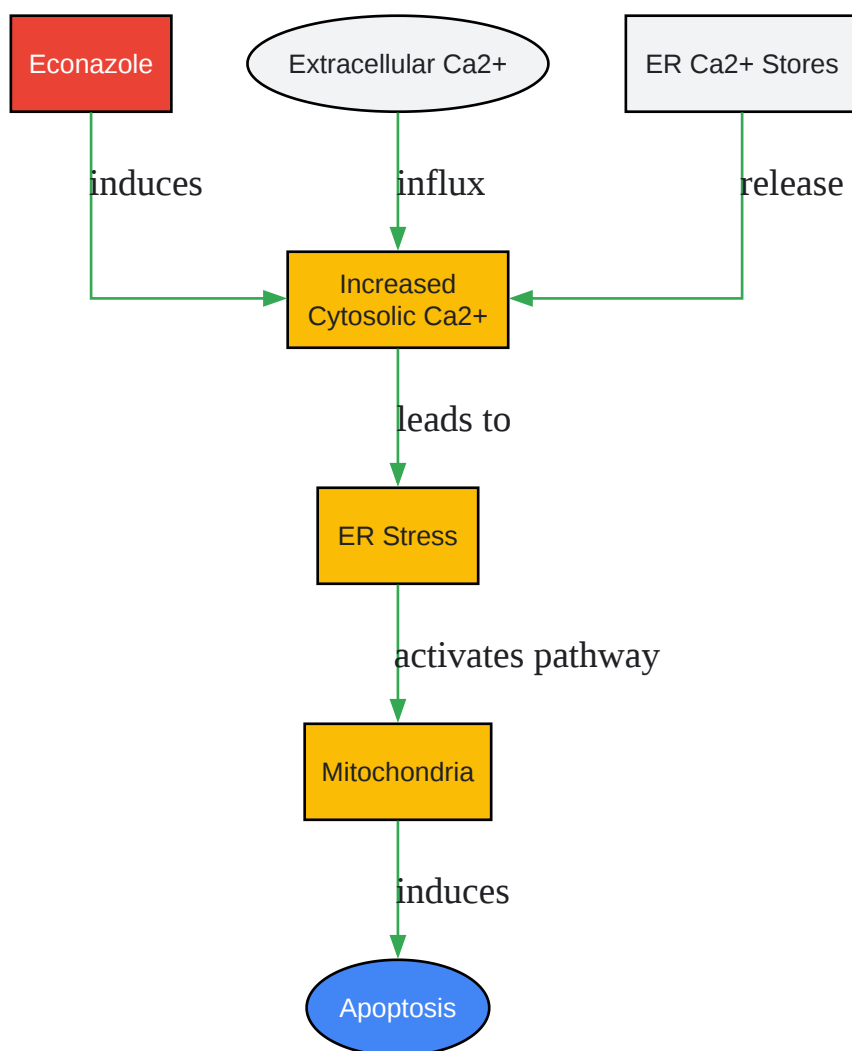 Econazole
Extracellular Ca2+
ER Ca2+ Stores
induces
influx
release
Increased
Cytosolic Ca2+
leads to
ER Stress
activates pathway
Mitochondria
induces
Apoptosis